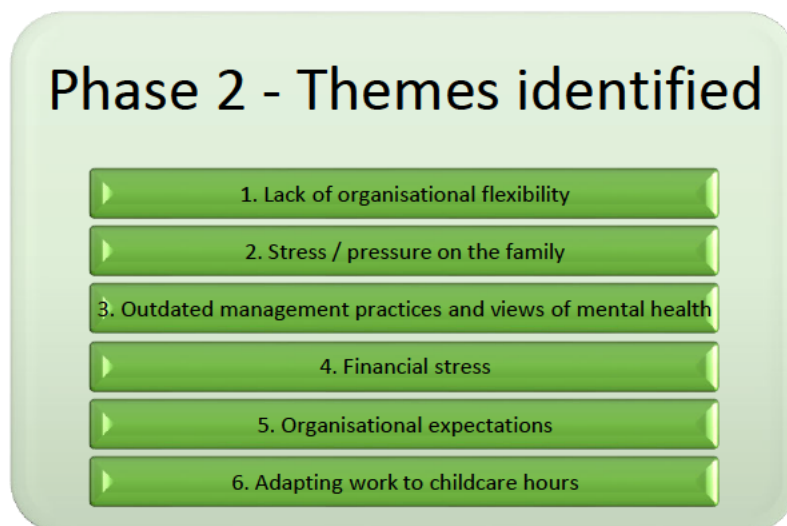 Phase 2 - Themes identified
1. Lack of organisational flexibility
2. Stress / pressure on the family
3. Outdated management practices and views of mental health
4. Financial stress
5. Organisational expectations
6. Adapting work to childcare hours